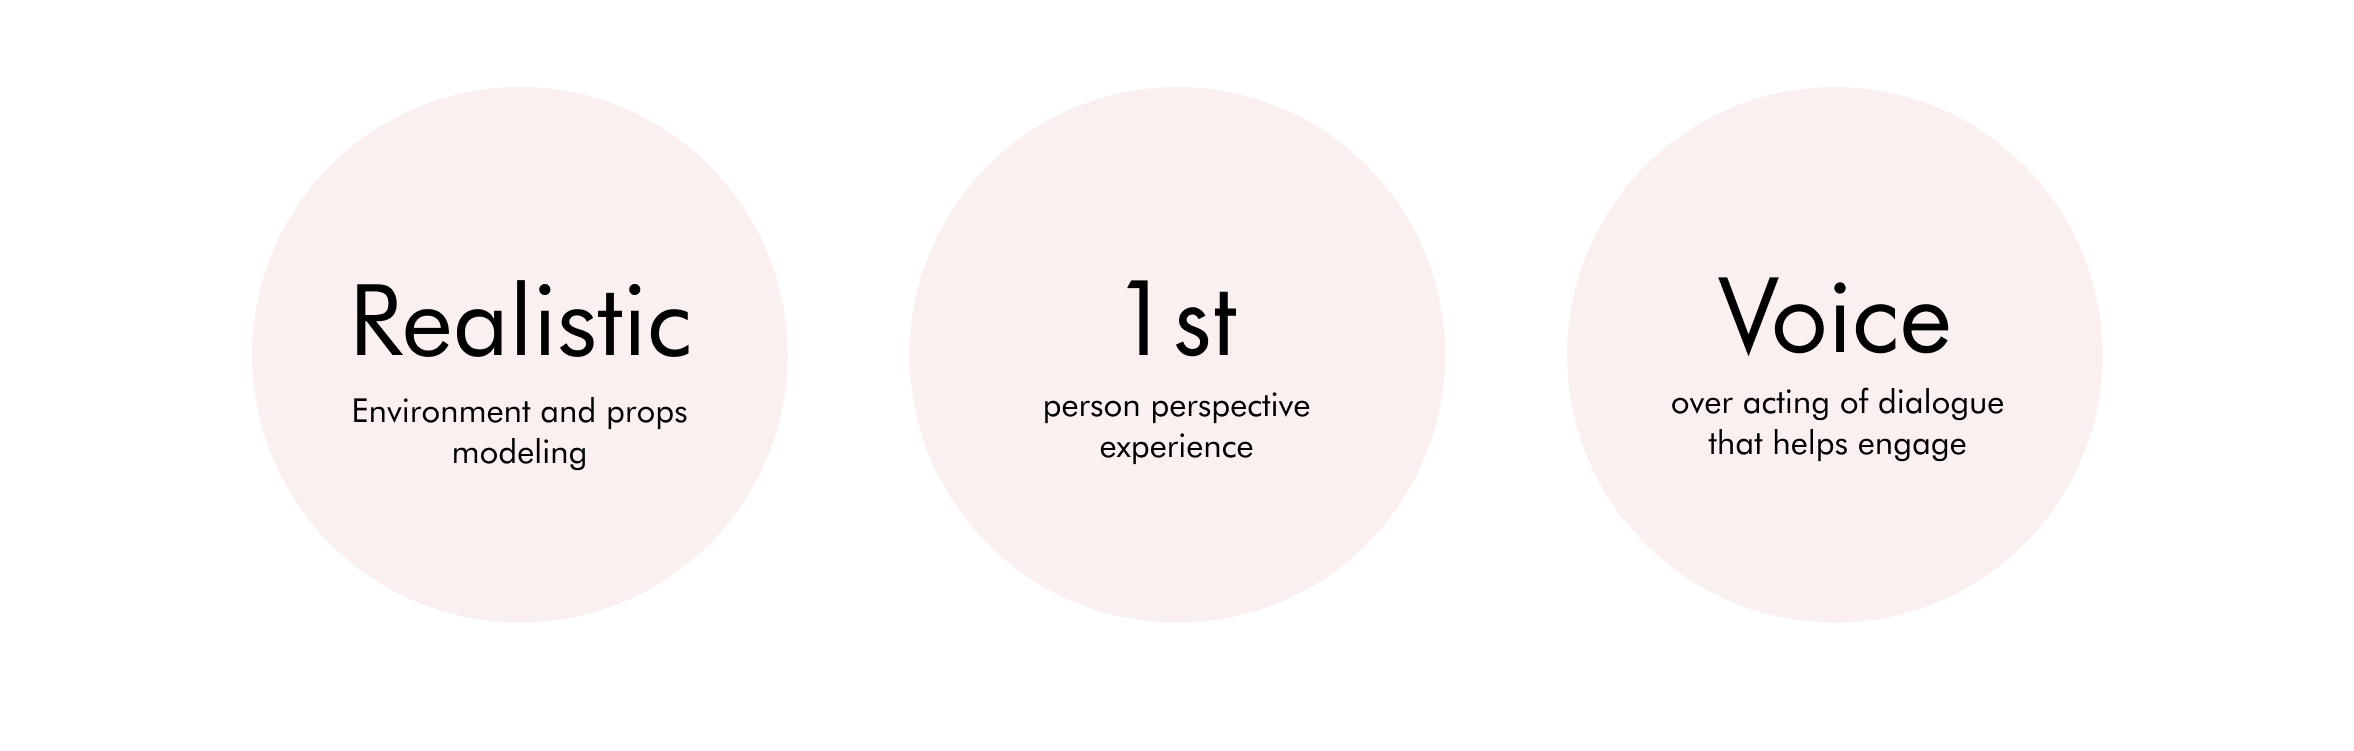 Realistic
Environment and props
modeling
1st
person perspective
experience
Voice
over acting of dialogue
that helps engage